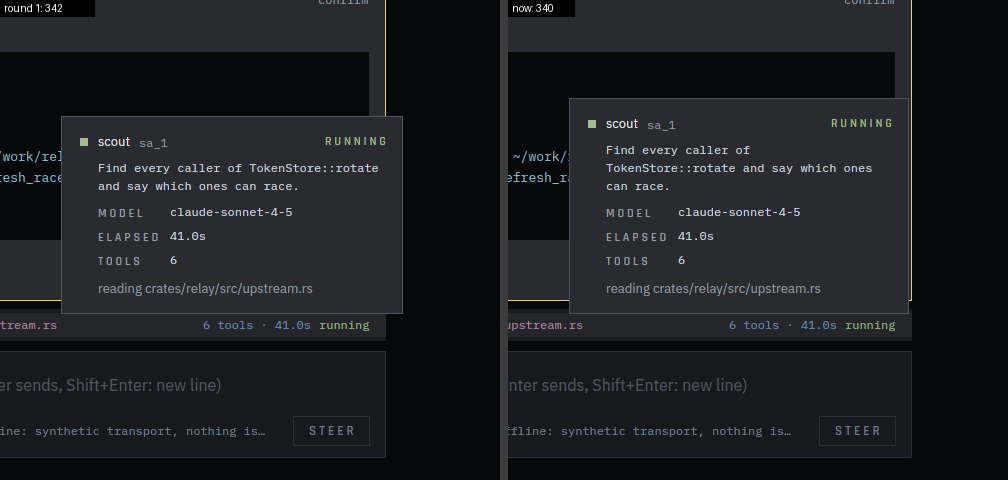 round 1: 342
confirm
/work/rel
resh_race
scout sa_1 RUNNING
Find every caller of TokenStore::rotate
and say which ones can race.
MODEL claude-sonnet-4-5
ELAPSED 41.0s
TOOLS 6
reading crates/relay/src/upstream.rs
tream.rs 6 tools · 41.0s running
er sends, Shift+Enter: new line)
ine: synthetic transport, nothing is…
STEER
now: 340
confirm
~/work/
efresh_ra
scout sa_1 RUNNING
Find every caller of
TokenStore::rotate and say which ones
can race.
MODEL claude-sonnet-4-5
ELAPSED 41.0s
TOOLS 6
reading crates/relay/src/upstream.rs
upstream.rs 6 tools · 41.0s running
nter sends, Shift+Enter: new line)
ffline: synthetic transport, nothing is…
STEER